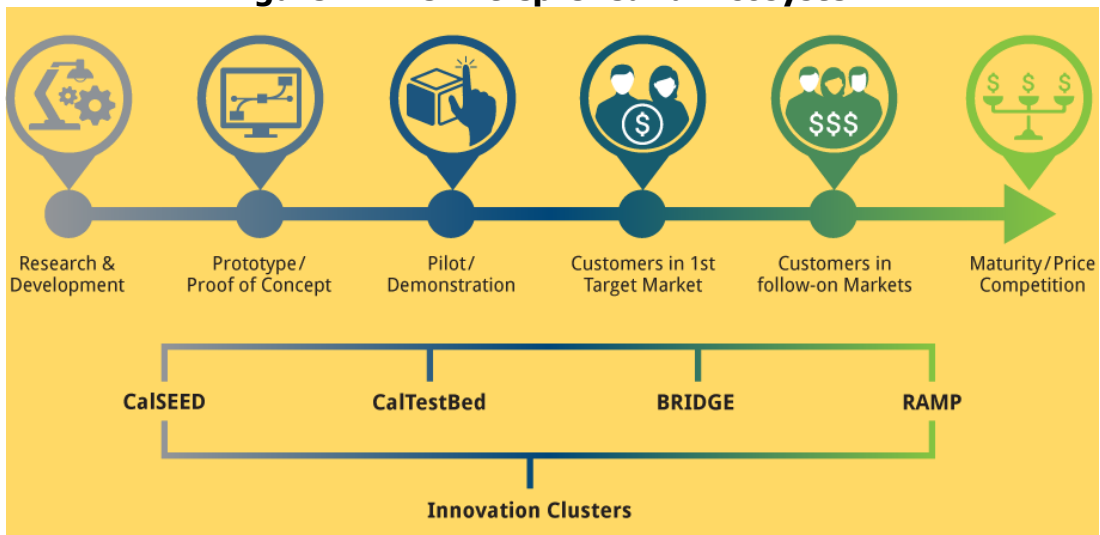 Research &
Development
Prototype/
Proof of Concept
Pilot/
Demonstration
Customers in 1st
Target Market
$
Customers in
follow-on Markets
$$$
Maturity/Price
Competition
$ $ $
CalSEED
CalTestBed
BRIDGE
RAMP
Innovation Clusters